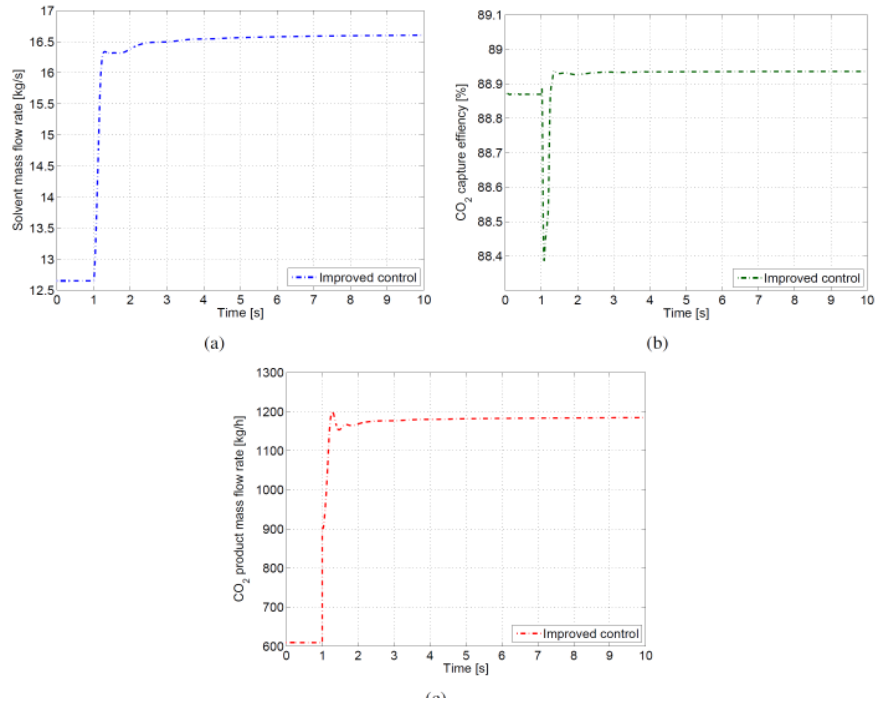 17
16.5
16
15.5
15
14.5
14
13.5
13
12.5
Solvent mass flow rate [kg/s]
Improved control
0 1 2 3 4 5 6 7 8 9 10
Time [s]
(a)
89.1
89
88.9
88.8
88.7
88.6
88.5
88.4
CO2 capture effiency [%]
Improved control
0 1 2 3 4 5 6 7 8 9 10
Time [s]
(b)
1300
1200
1100
1000
900
800
700
600
CO2 product mass flow rate [kg/h]
Improved control
0 1 2 3 4 5 6 7 8 9 10
Time [s]